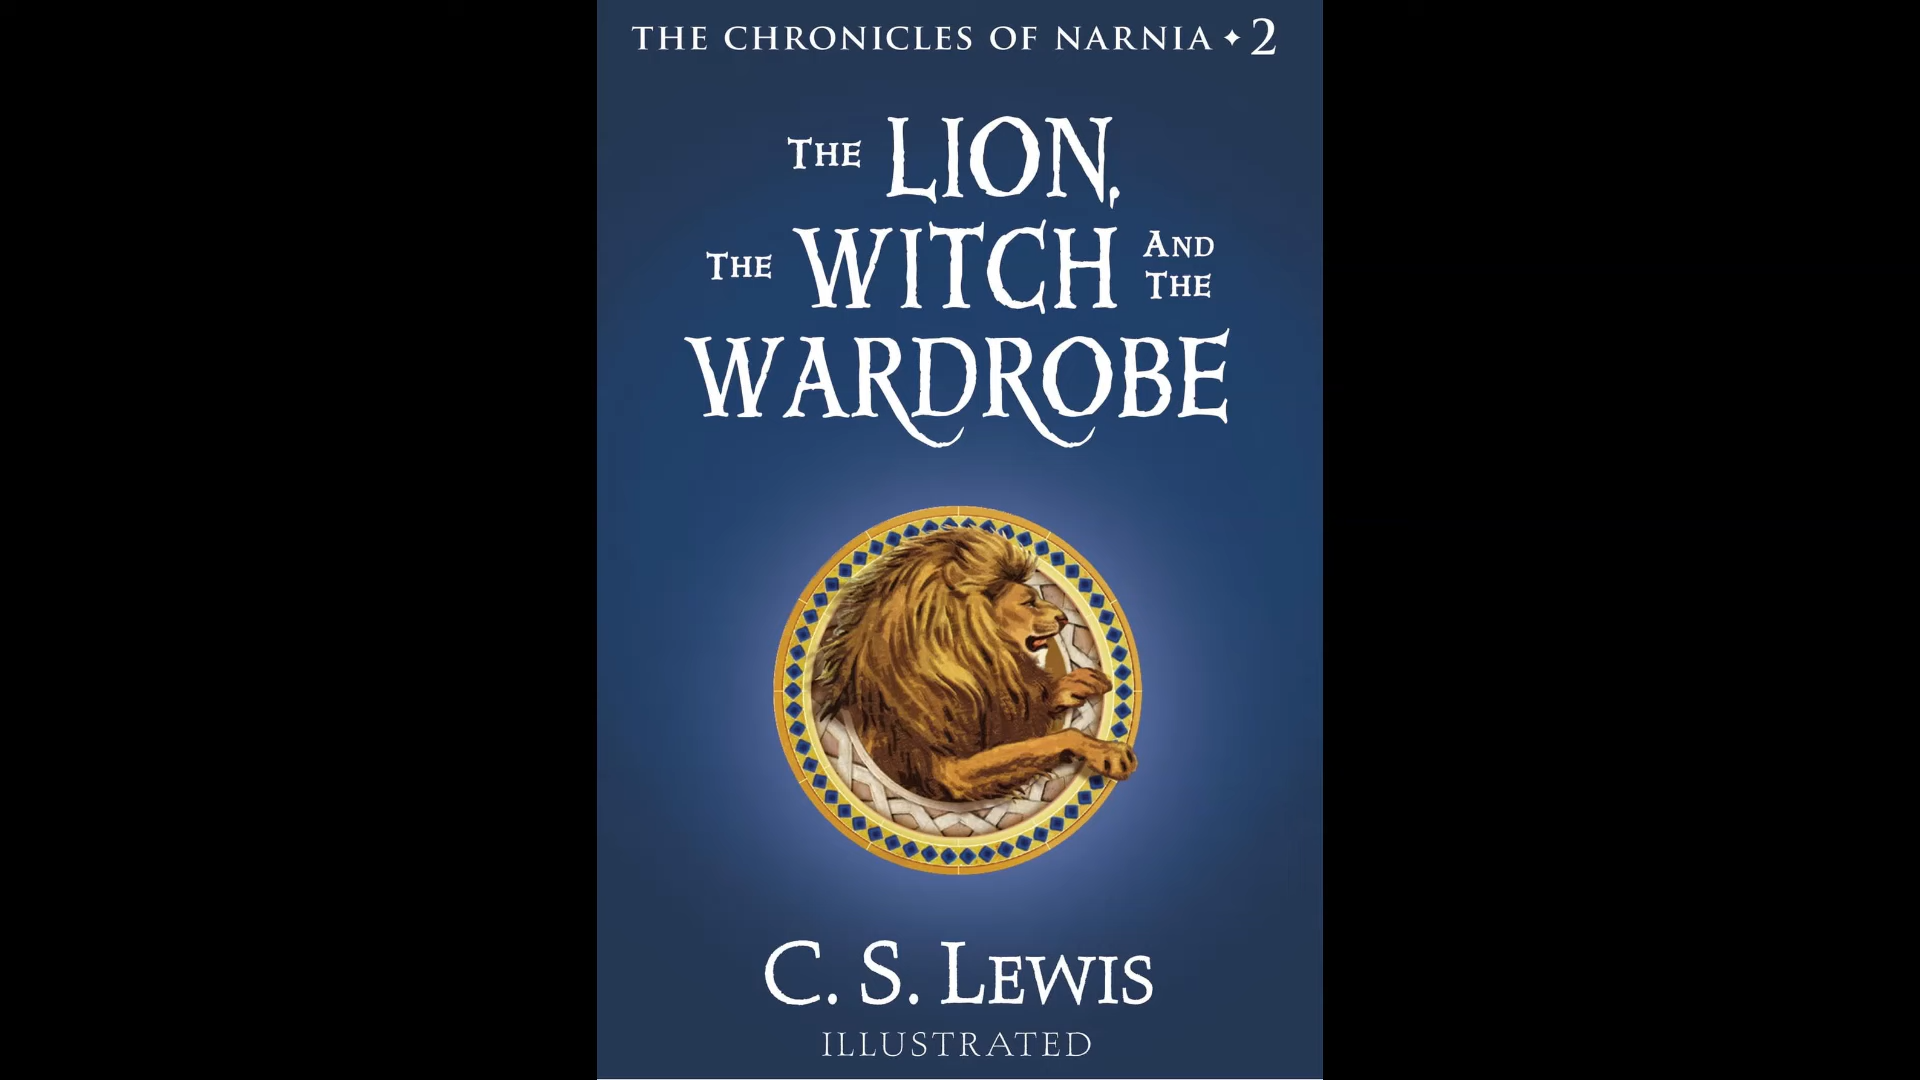 THE CHRONICLES OF NARNIA ✦ 2
THE LION,
THE WITCH AND THE
WARDROBE
C. S. LEWIS
ILLUSTRATED